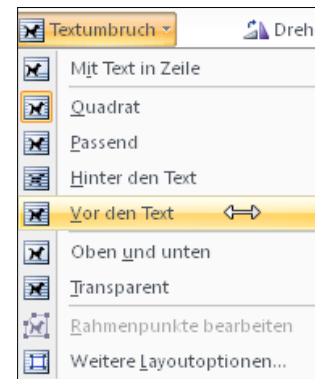 Textumbruch Dreh
Mit Text in Zeile
Quadrat
Passend
Hinter den Text
Vor den Text
Oben und unten
Transparent
Rahmenpunkte bearbeiten
Weitere Layoutoptionen...